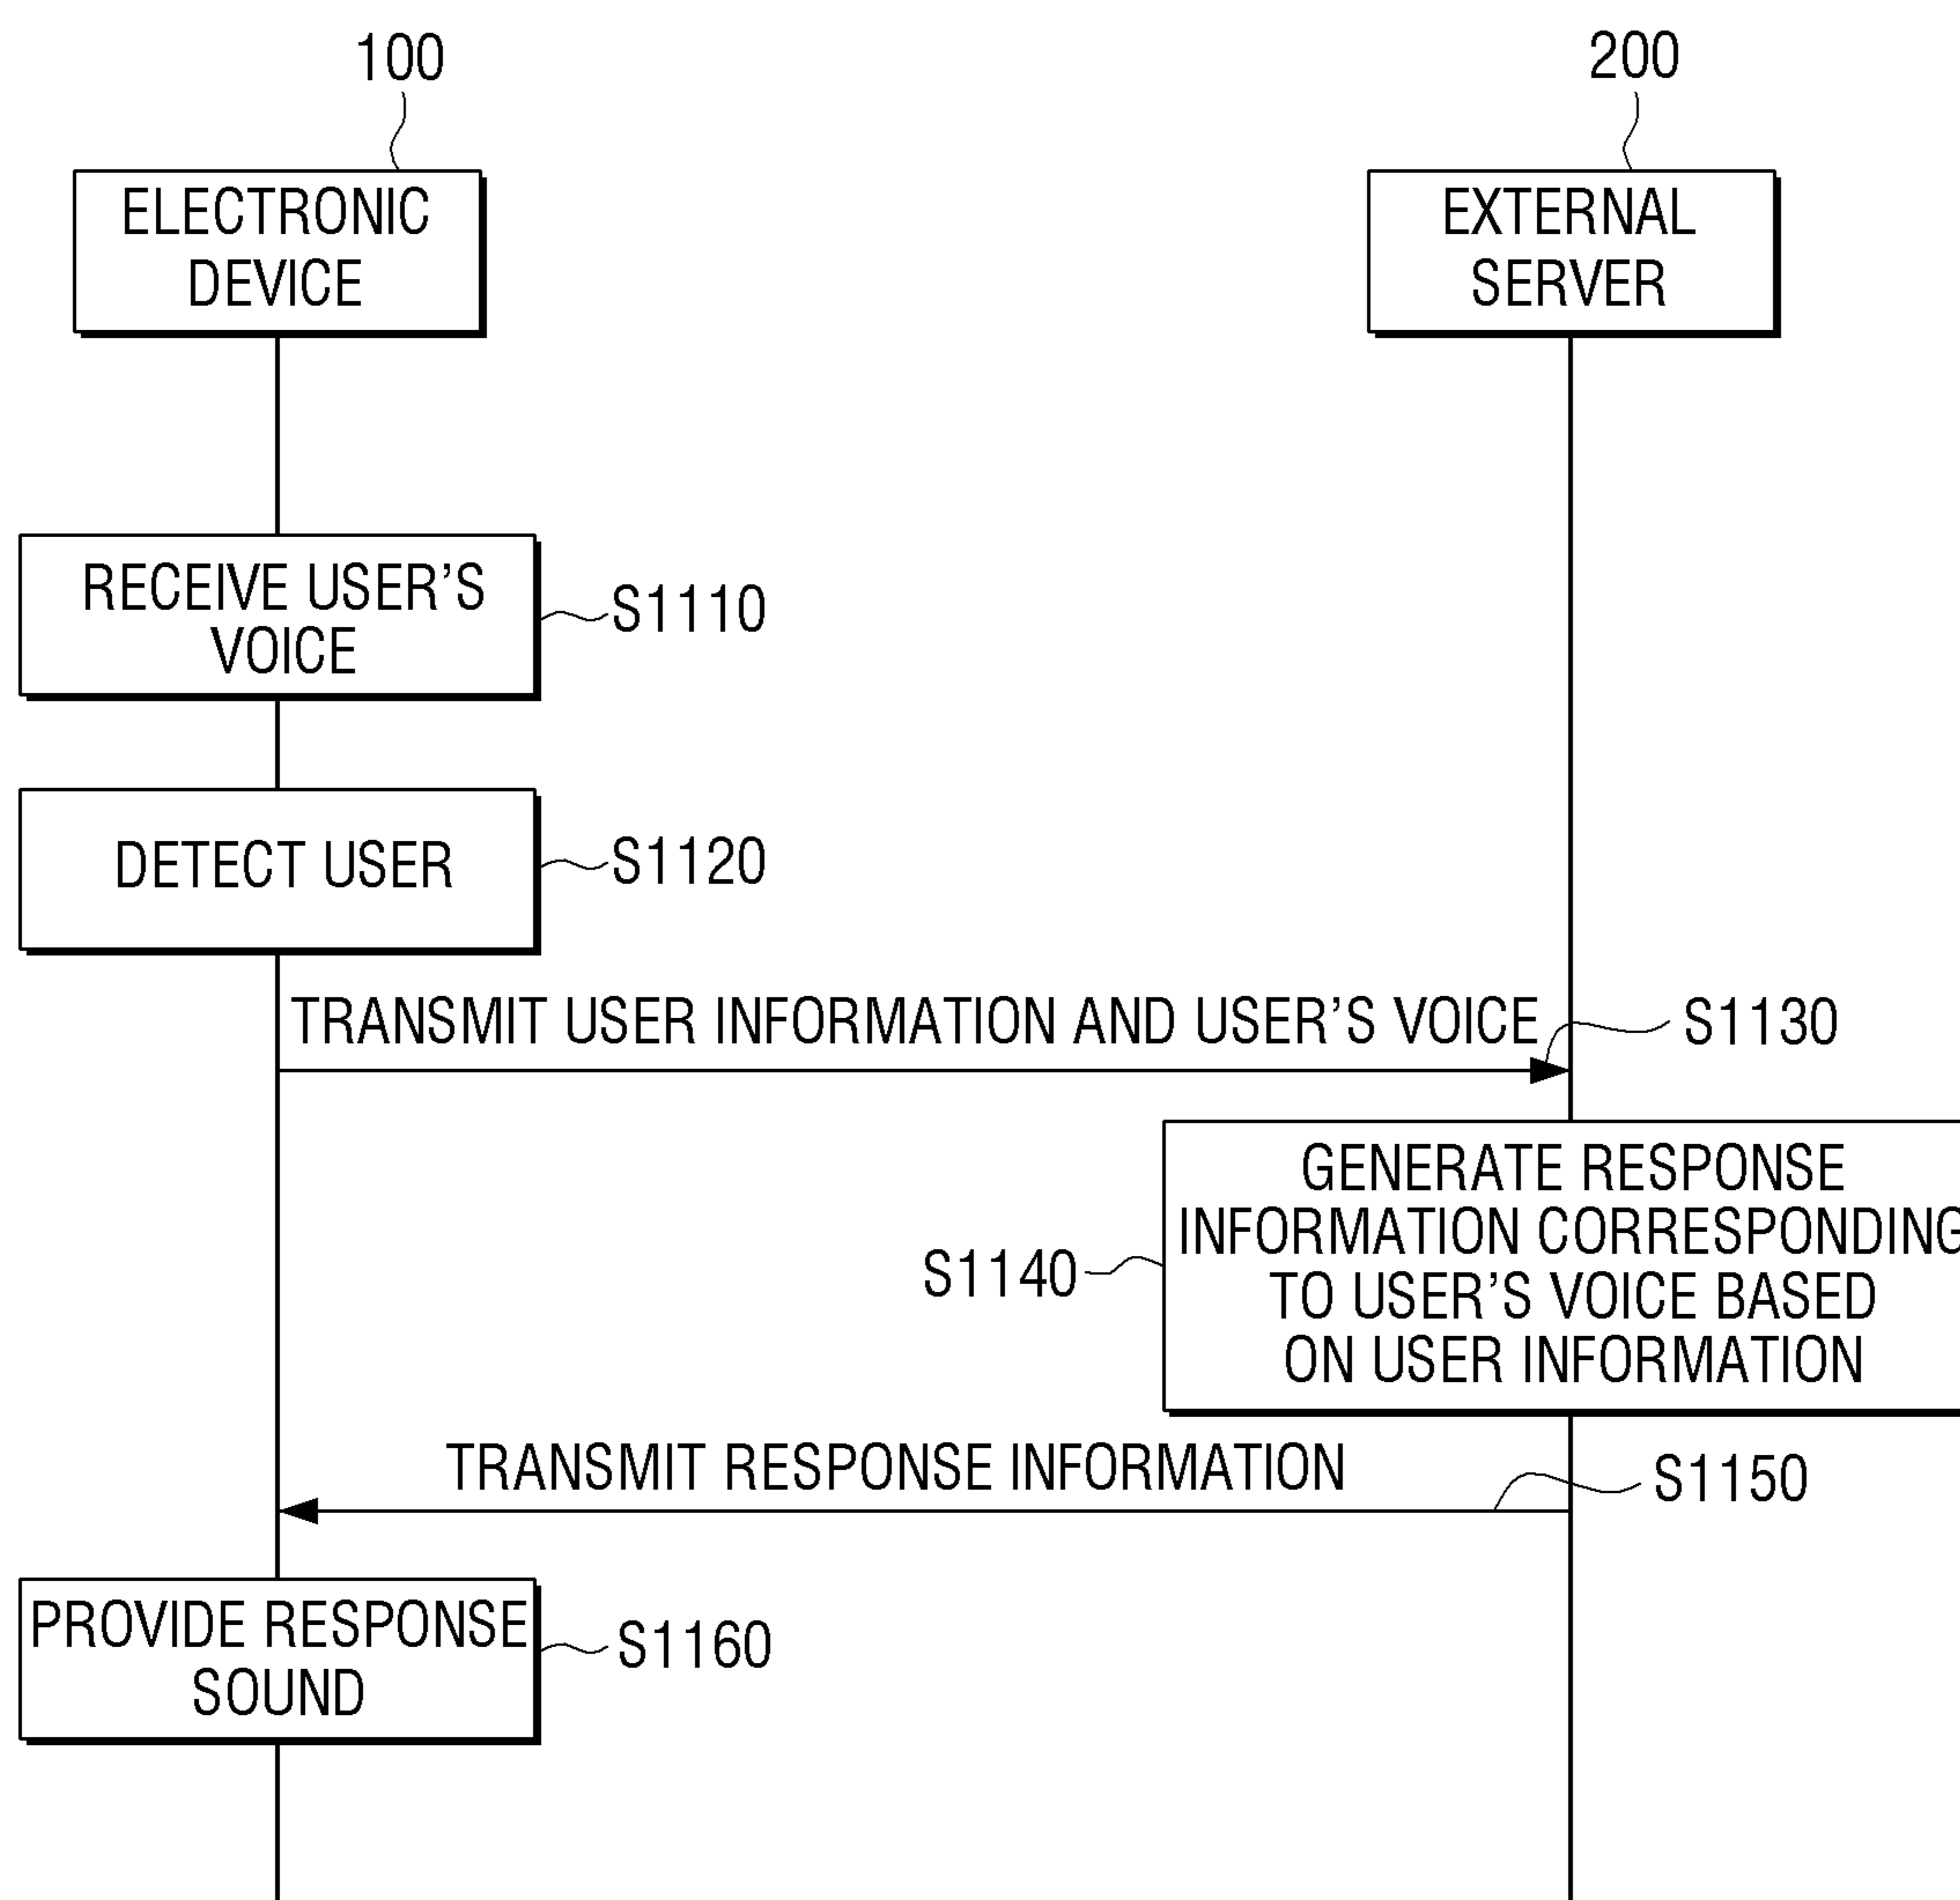 100
200
ELECTRONIC
DEVICE
EXTERNAL
SERVER
RECEIVE USER'S
VOICE
S1110
DETECT USER
S1120
TRANSMIT USER INFORMATION AND USER'S VOICE
S1130
GENERATE RESPONSE
INFORMATION CORRESPONDING
TO USER'S VOICE BASED
ON USER INFORMATION
S1140
TRANSMIT RESPONSE INFORMATION
S1150
PROVIDE RESPONSE
SOUND
S1160